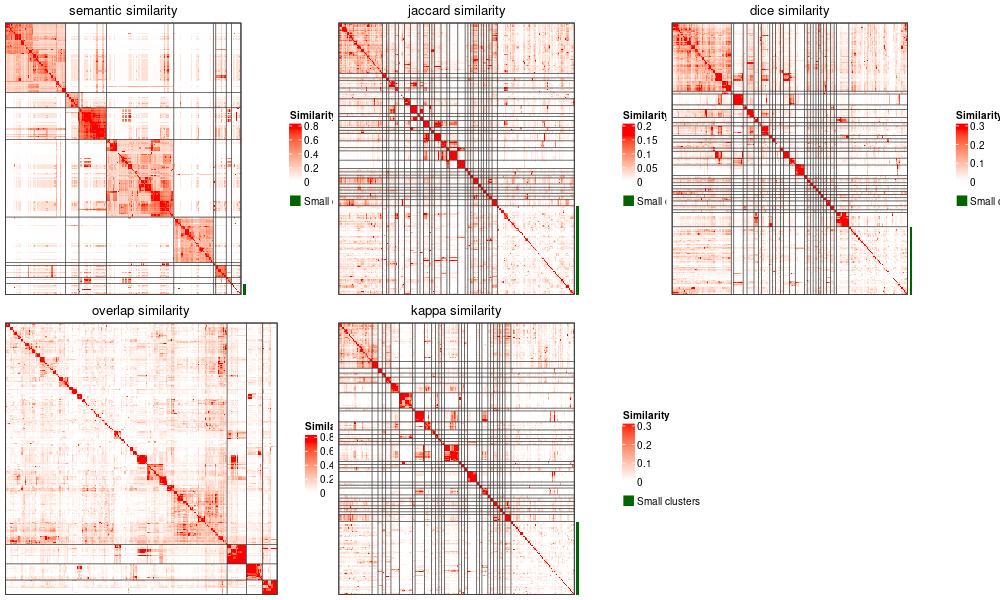 semantic similarity
Similarity
0.8
0.6
0.4
0.2
0
Small
jaccard similarity
Similarity
0.2
0.15
0.1
0.05
0
Small
dice similarity
Similarity
0.3
0.2
0.1
0
Small c
overlap similarity
Simila
0.8
0.6
0.4
0.2
0
kappa similarity
Similarity
0.3
0.2
0.1
0
Small clusters